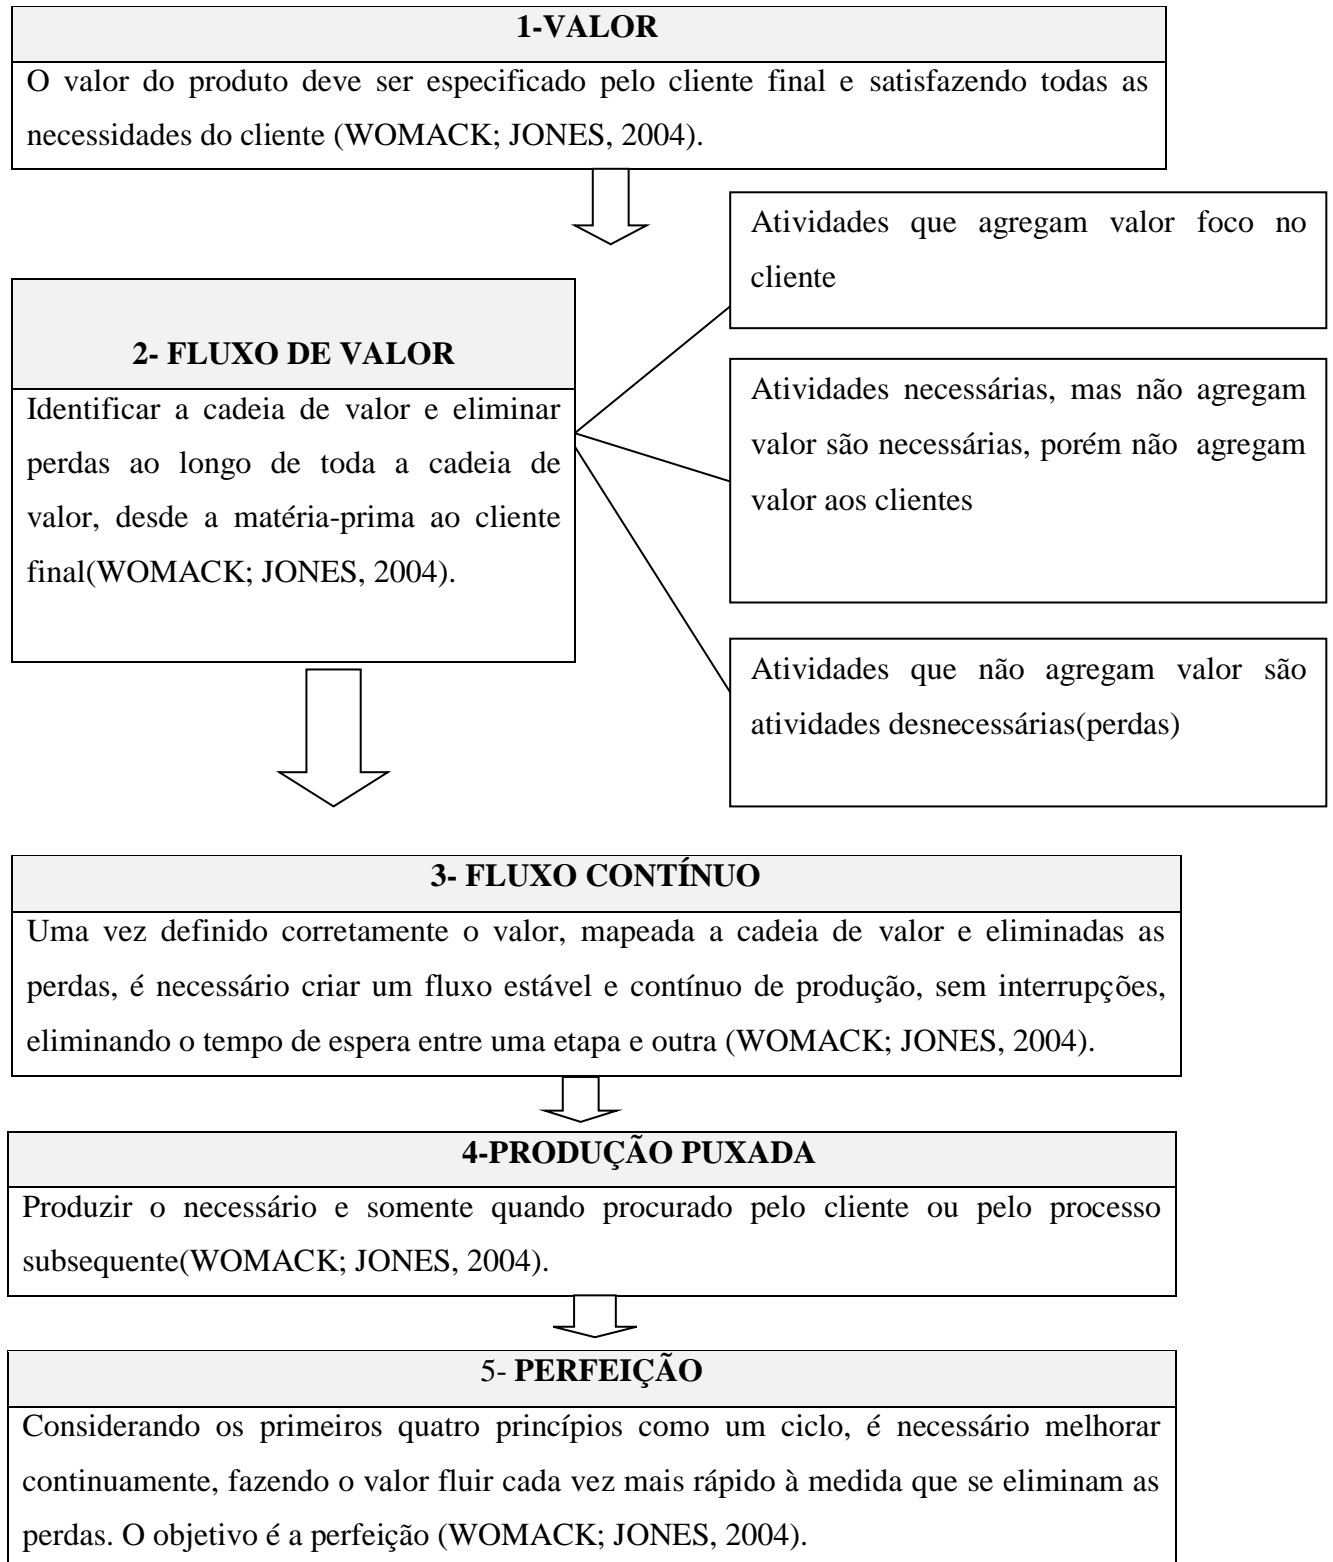 1-VALOR
O valor do produto deve ser especificado pelo cliente final e satisfazendo todas as
necessidades do cliente (WOMACK; JONES, 2004).
Atividades que agregam valor foco no
cliente
2- FLUXO DE VALOR
Identificar a cadeia de valor e eliminar
perdas ao longo de toda a cadeia de
valor, desde a matéria-prima ao cliente
final(WOMACK; JONES, 2004).
Atividades necessárias, mas não agregam
valor são necessárias, porém não agregam
valor aos clientes
Atividades que não agregam valor são
atividades desnecessárias(perdas)
3- FLUXO CONTÍNUO
Uma vez definido corretamente o valor, mapeada a cadeia de valor e eliminadas as
perdas, é necessário criar um fluxo estável e contínuo de produção, sem interrupções,
eliminando o tempo de espera entre uma etapa e outra (WOMACK; JONES, 2004).
4-PRODUÇÃO PUXADA
Produzir o necessário e somente quando procurado pelo cliente ou pelo processo
subsequente(WOMACK; JONES, 2004).
5- PERFEIÇÃO
Considerando os primeiros quatro princípios como um ciclo, é necessário melhorar
continuamente, fazendo o valor fluir cada vez mais rápido à medida que se eliminam as
perdas. O objetivo é a perfeição (WOMACK; JONES, 2004).